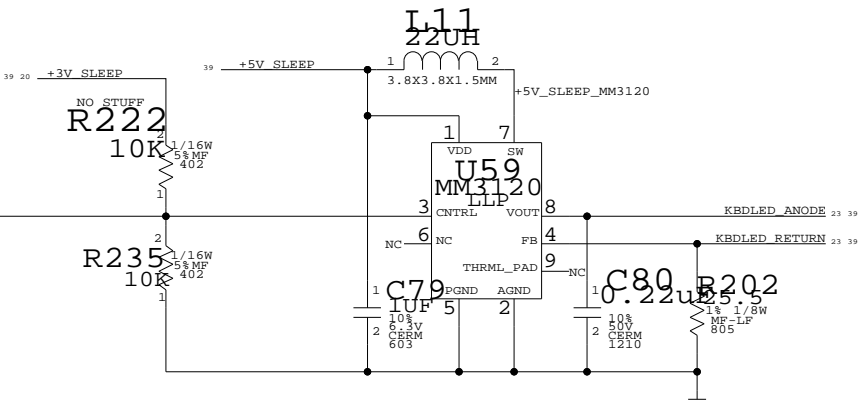 L11
22UH
39 +5V_SLEEP
1 2
3.8X3.8X1.5MM
39 20 +3V_SLEEP
+5V_SLEEP_MM3120
NO STUFF
R222
10K
2
1/16W
5%
MF
402
1
1 7
VDD SW
U59
MM3120
LLP
3 CNTRL VOUT 8
KBDLED_ANODE 23 39
NC 6 NC FB 4
KBDLED_RETURN 23 39
THRML_PAD 9 NC
PGND AGND
5 2
R235
10K
2
1/16W
5%
MF
402
1
C79
1UF
1
2
10%
6.3V
CERM
603
C80
0.22uF
1
2
10%
50V
CERM
1210
R202
25.5
1% 1/8W
MF-LF
805